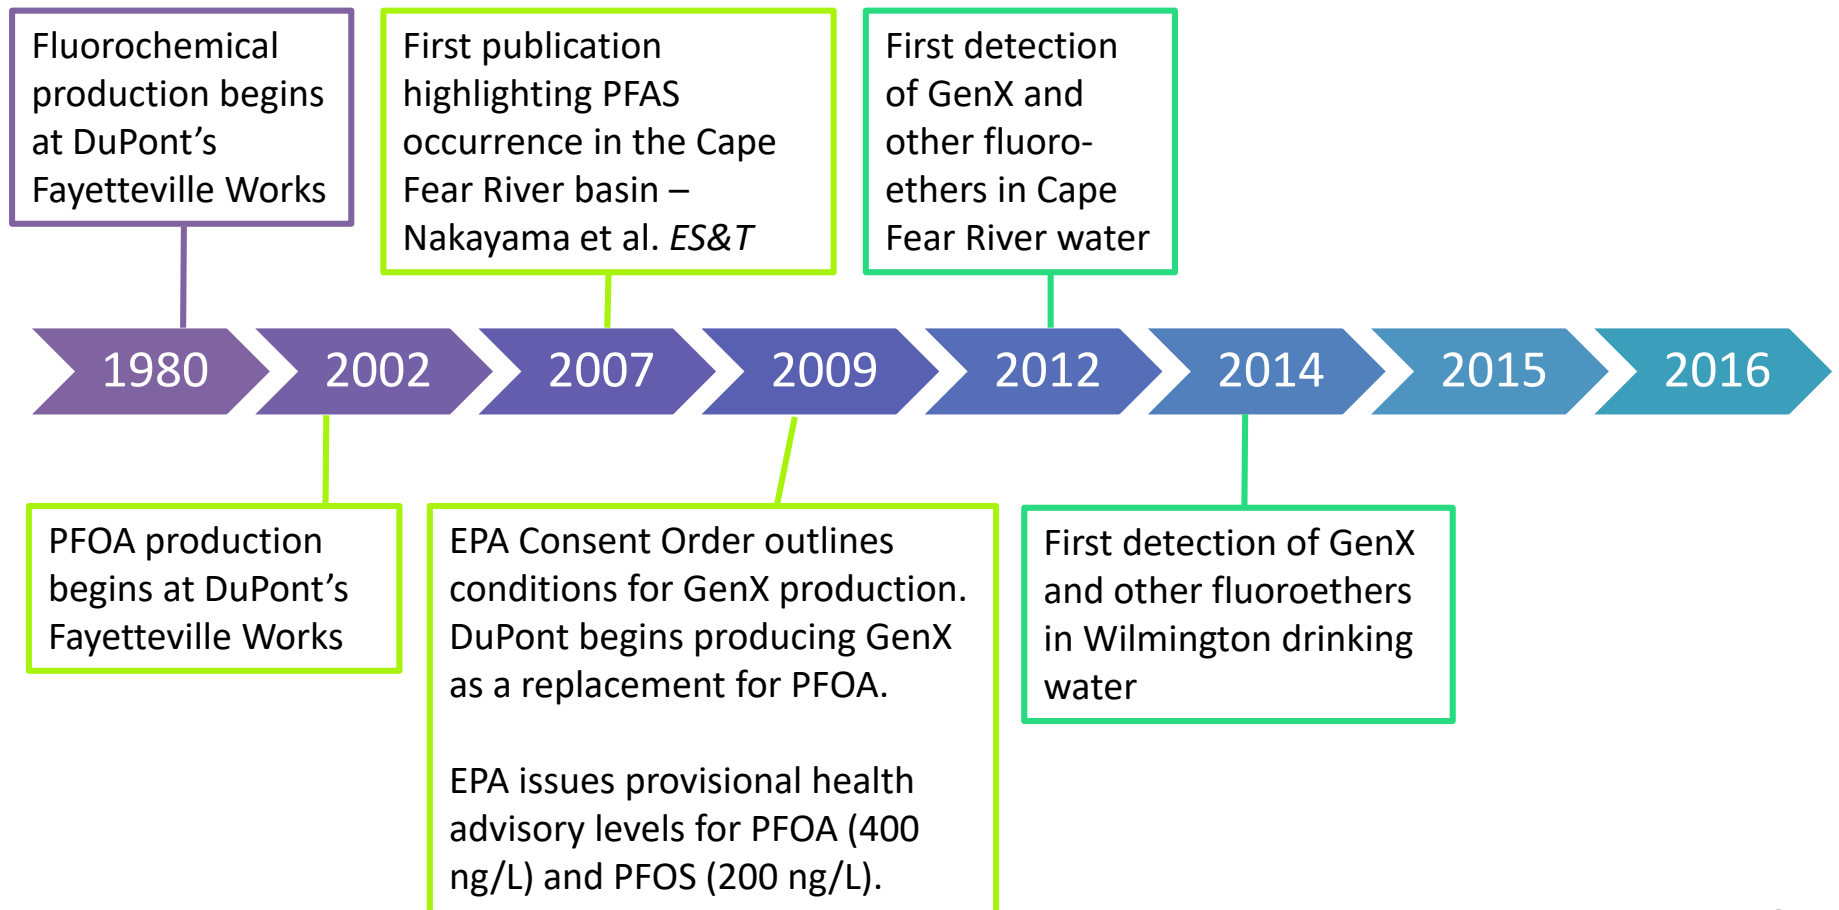 Fluorochemical
production begins
at DuPont’s
Fayetteville Works
First publication
highlighting PFAS
occurrence in the Cape
Fear River basin –
Nakayama et al. ES&T
First detection
of GenX and
other fluoro-
ethers in Cape
Fear River water
1980
2002
2007
2009
2012
2014
2015
2016
PFOA production
begins at DuPont’s
Fayetteville Works
EPA Consent Order outlines
conditions for GenX production.
DuPont begins producing GenX
as a replacement for PFOA.
EPA issues provisional health
advisory levels for PFOA (400
ng/L) and PFOS (200 ng/L).
First detection of GenX
and other fluoroethers
in Wilmington drinking
water